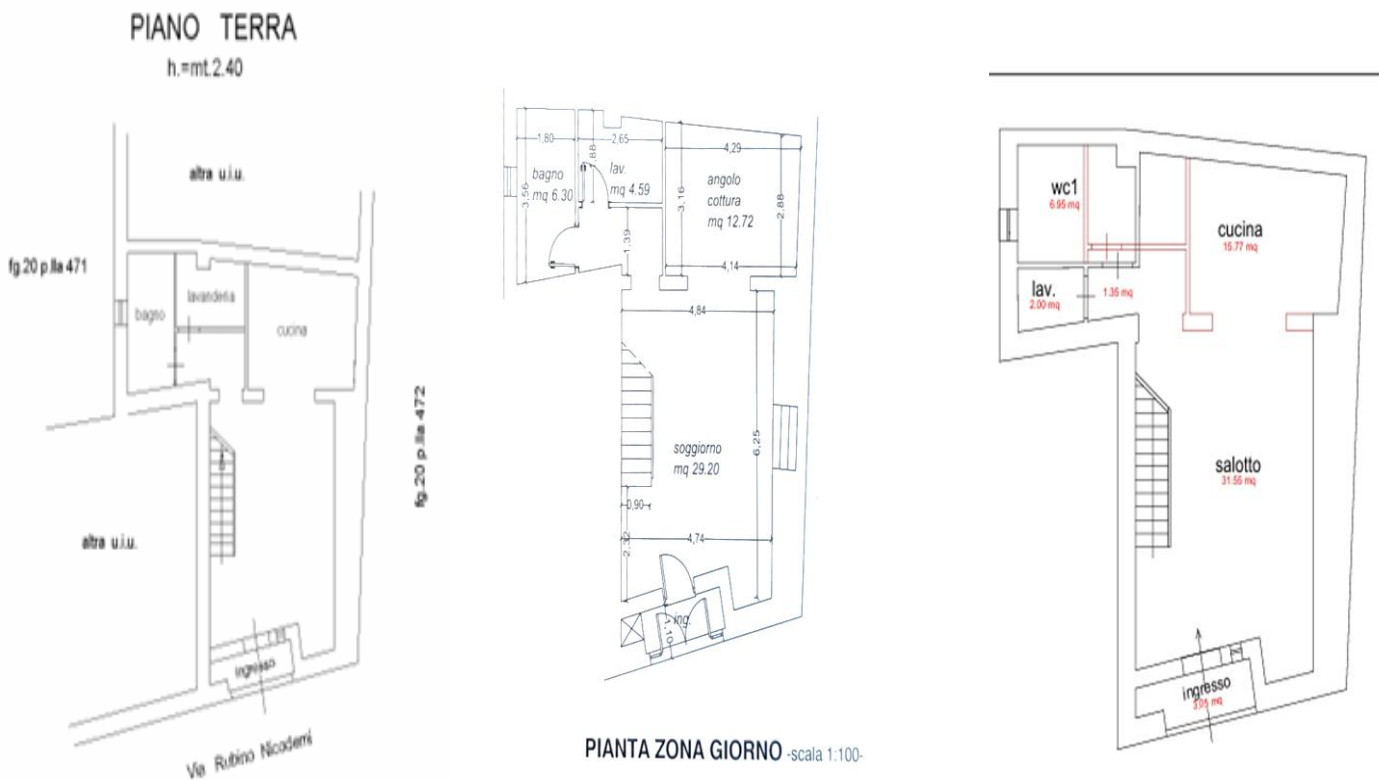 PIANO TERRA
h.=mt.2.40
altra u.i.u.
fg.20 p.lla 471
bagno
lavanderia
cucina
fg.20 p.lla 472
altra u.i.u.
ingresso
Via Rubino Nicodemi
1,80
2,65
4,29
,88
bagno
mq 6.30
lav.
mq 4.59
angolo
cottura
mq 12.72
3,56
3,16
2,88
1,39
4,14
4,84
soggiorno
mq 29.20
6,25
0,90
2,32
4,74
ing.
1,10
PIANTA ZONA GIORNO -scala 1:100-
wc1
6.95 mq
cucina
15.77 mq
lav.
2.00 mq
1.35 mq
salotto
31.55 mq
ingresso
3.95 mq